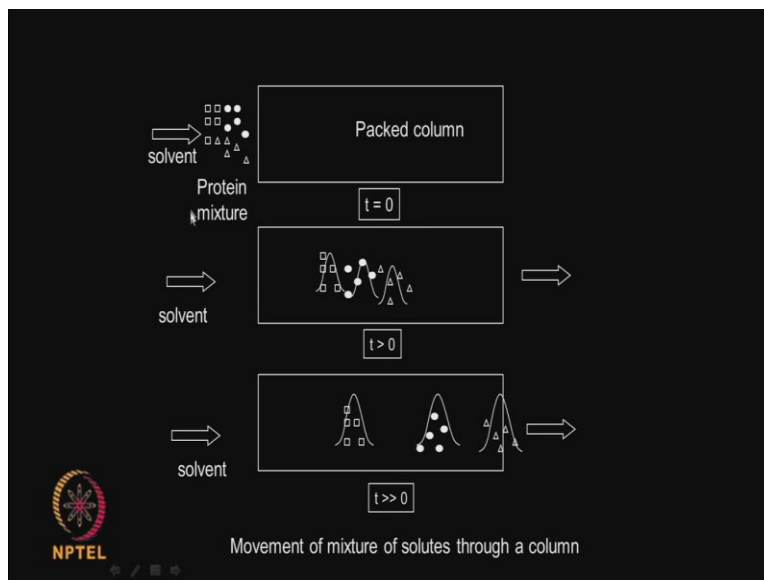 Packed column
solvent
Protein
mixture
t = 0
solvent
t > 0
solvent
t >> 0
NPTEL
Movement of mixture of solutes through a column